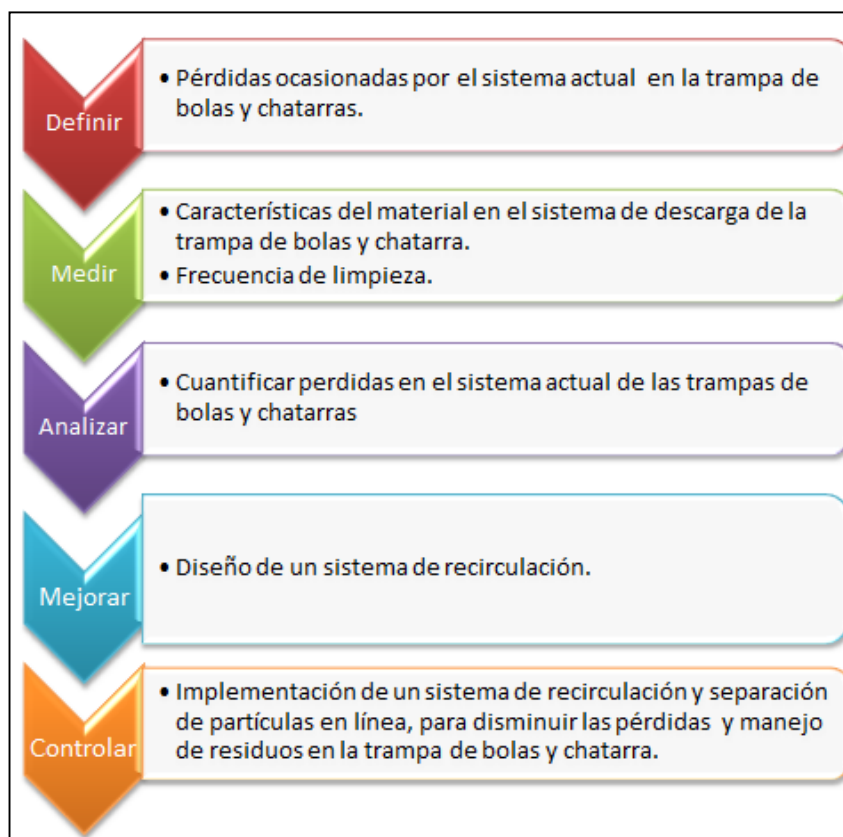 Definir
• Pérdidas ocasionadas por el sistema actual en la trampa de
bolas y chatarras.
Medir
• Características del material en el sistema de descarga de la
trampa de bolas y chatarra.
• Frecuencia de limpieza.
Analizar
• Cuantificar perdidas en el sistema actual de las trampas de
bolas y chatarras
Mejorar
• Diseño de un sistema de recirculación.
Controlar
• Implementación de un sistema de recirculación y separación
de partículas en línea, para disminuir las pérdidas y manejo
de residuos en la trampa de bolas y chatarra.